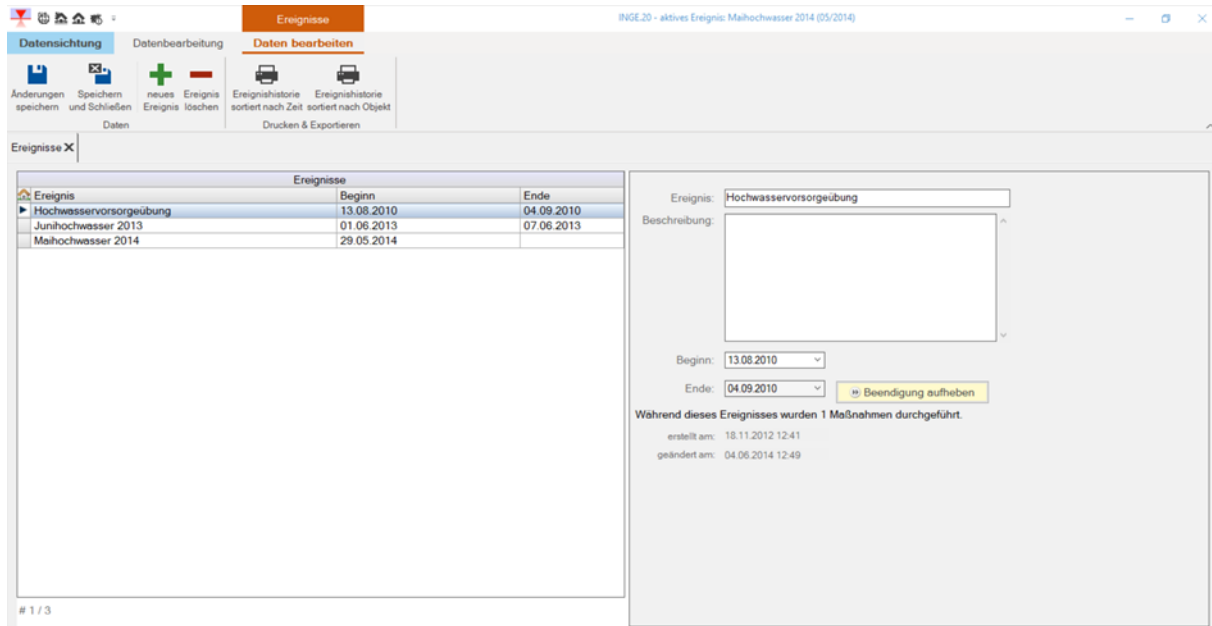 Ereignisse
INGE.20 - aktives Ereignis: Maihochwasser 2014 (05/2014)
Datensichtung Datenbearbeitung Daten bearbeiten
Änderungen speichern
Speichern und Schließen
neues Ereignis
Ereignis löschen
Ereignishistorie sortiert nach Zeit
Ereignishistorie sortiert nach Objekt
Daten
Drucken & Exportieren
Ereignisse X
Ereignisse
Ereignis Beginn Ende
Hochwasservorsorgeübung 13.08.2010 04.09.2010
Junihochwasser 2013 01.06.2013 07.06.2013
Maihochwasser 2014 29.05.2014
# 1 / 3
Ereignis: Hochwasservorsorgeübung
Beschreibung:
Beginn: 13.08.2010
Ende: 04.09.2010 Beendigung aufheben
Während dieses Ereignisses wurden 1 Maßnahmen durchgeführt.
erstellt am: 18.11.2012 12:41
geändert am: 04.06.2014 12:49